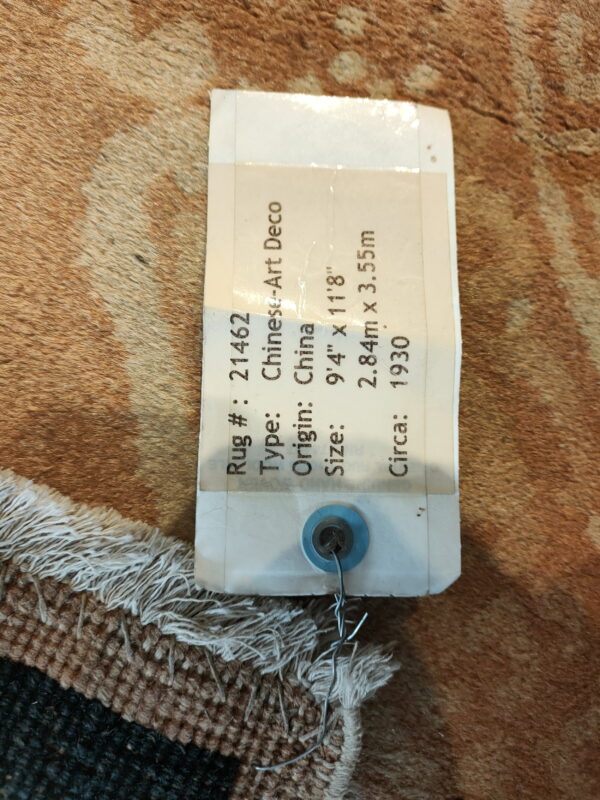 Rug # : 21462
Type: Chinese-Art Deco
Origin: China
Size: 9'4" x 11'8"
2.84m x 3.55m
Circa: 1930